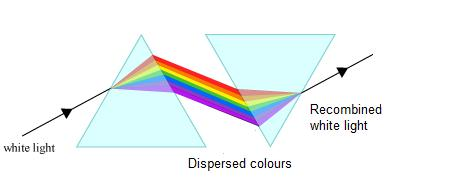 white light
Recombined
white light
Dispersed colours